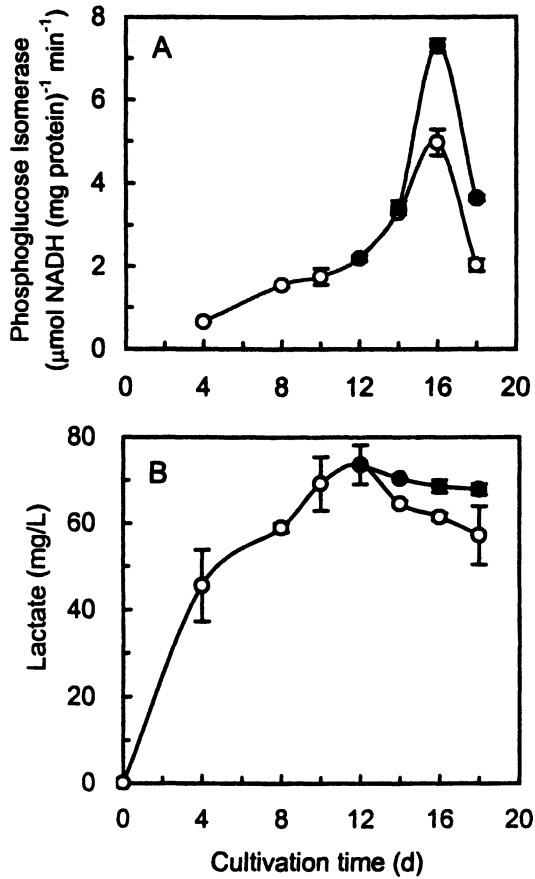 A
Phosphoglucose Isomerase
(μmol NADH (mg protein)⁻¹ min⁻¹)
8
6
4
2
0
0 4 8 12 16 20
B
Lactate (mg/L)
80
60
40
20
0
0 4 8 12 16 20
Cultivation time (d)